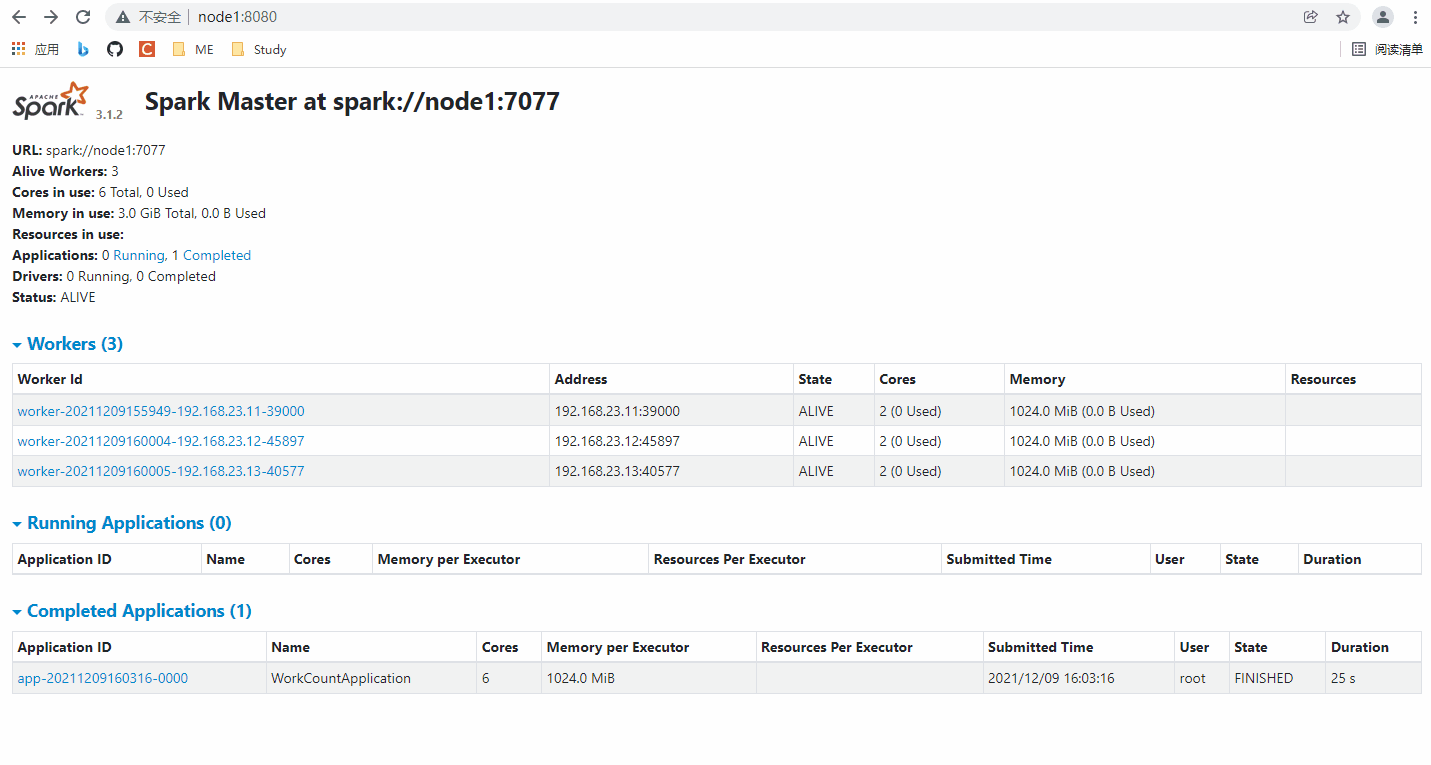 不安全 node1:8080
应用 ME Study 阅读清单
APACHE Spark 3.1.2 Spark Master at spark://node1:7077
URL: spark://node1:7077
Alive Workers: 3
Cores in use: 6 Total, 0 Used
Memory in use: 3.0 GiB Total, 0.0 B Used
Resources in use:
Applications: 0 Running, 1 Completed
Drivers: 0 Running, 0 Completed
Status: ALIVE
Workers (3)
Worker Id Address State Cores Memory Resources
worker-20211209155949-192.168.23.11-39000 192.168.23.11:39000 ALIVE 2 (0 Used) 1024.0 MiB (0.0 B Used)
worker-20211209160004-192.168.23.12-45897 192.168.23.12:45897 ALIVE 2 (0 Used) 1024.0 MiB (0.0 B Used)
worker-20211209160005-192.168.23.13-40577 192.168.23.13:40577 ALIVE 2 (0 Used) 1024.0 MiB (0.0 B Used)
Running Applications (0)
Application ID Name Cores Memory per Executor Resources Per Executor Submitted Time User State Duration
Completed Applications (1)
Application ID Name Cores Memory per Executor Resources Per Executor Submitted Time User State Duration
app-20211209160316-0000 WorkCountApplication 6 1024.0 MiB 2021/12/09 16:03:16 root FINISHED 25 s